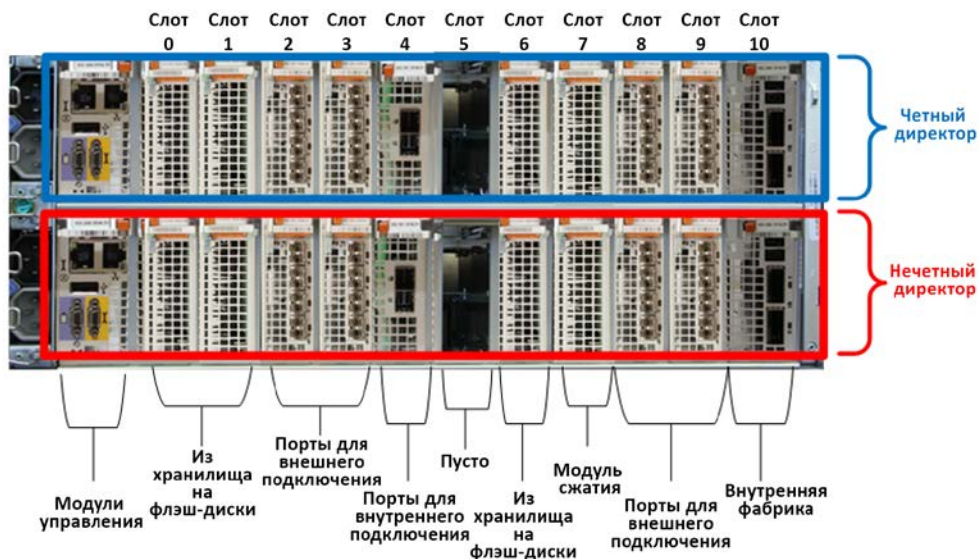 Слот Слот Слот Слот Слот Слот Слот Слот Слот Слот Слот
0 1 2 3 4 5 6 7 8 9 10
Четный
директор
Нечетный
директор
Модули
управления
Из
хранилища
на
флэш-диски
Порты для
внешнего
подключения
Порты для
внутреннего
подключения
Пусто
Из
хранилища
на
флэш-диски
Модуль
сжатия
Порты для
внешнего
подключения
Внутренняя
фабрика